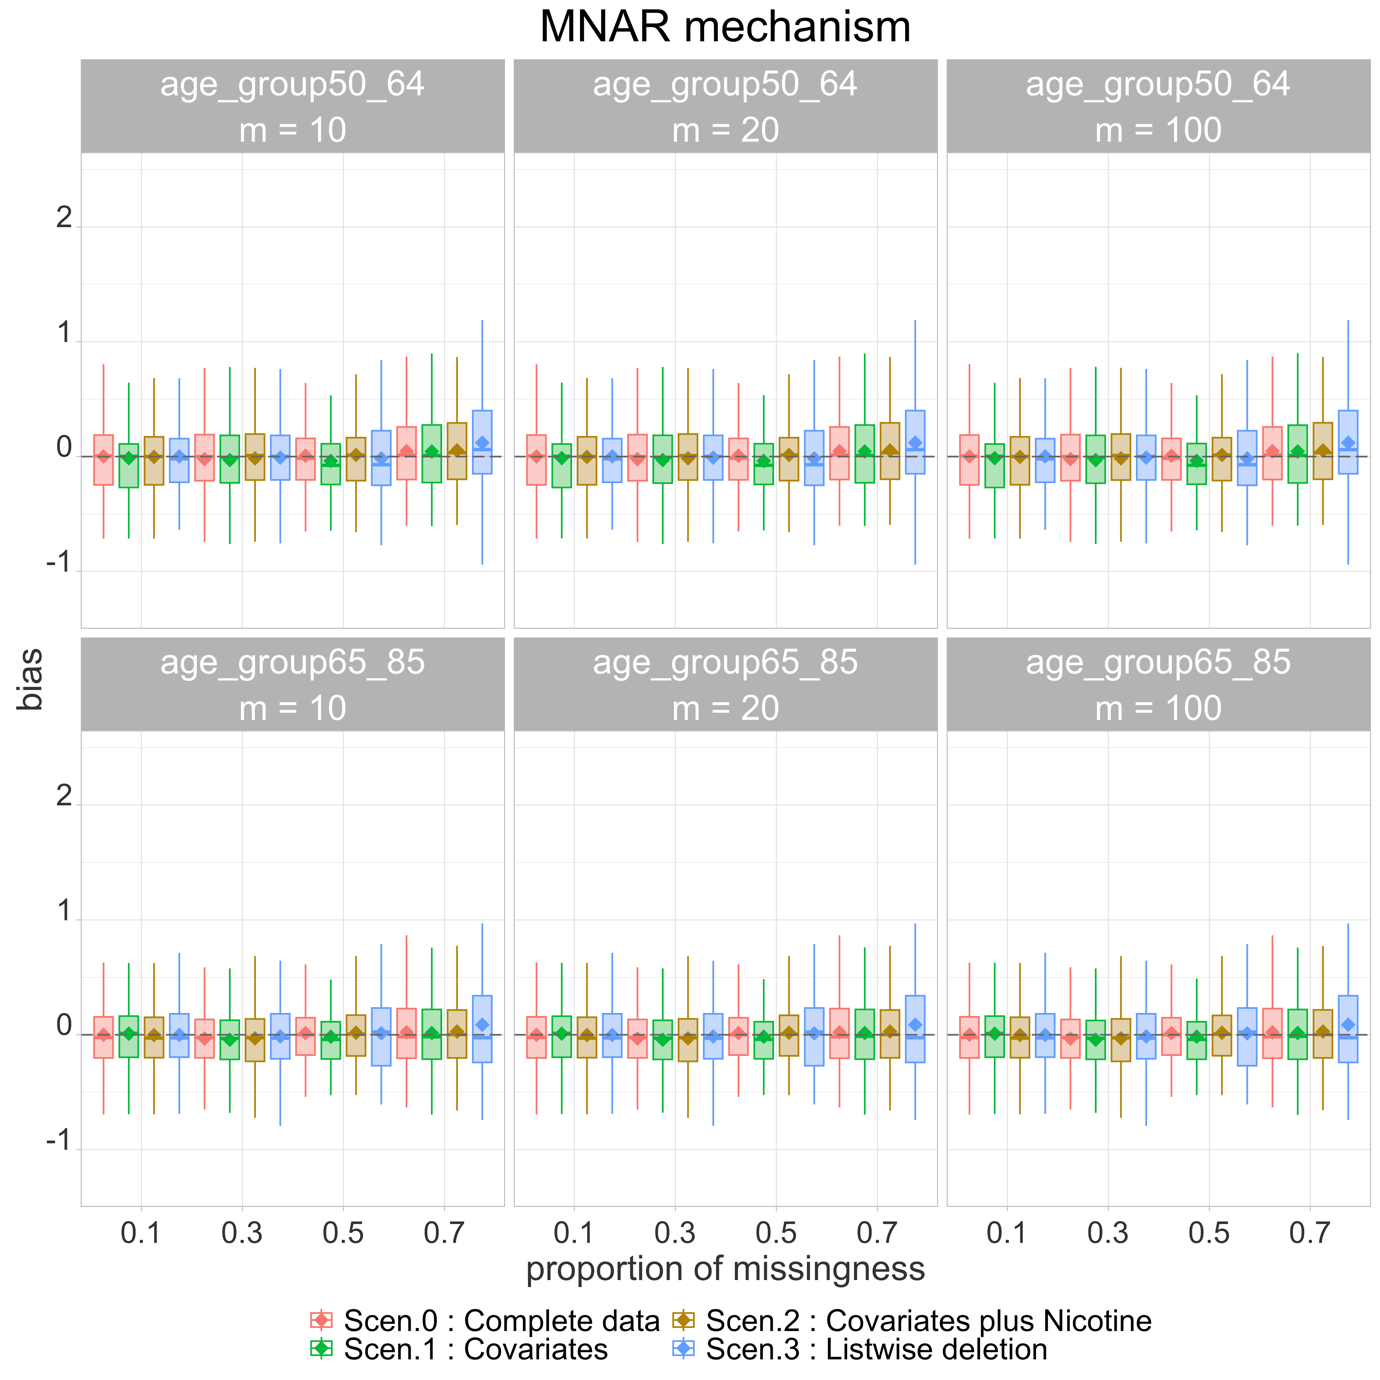 MNAR mechanism
age_group50_64 age_group50_64 age_group50_64
m = 10 m = 20 m = 100
2
1
0
-1
bias
age_group65_85 age_group65_85 age_group65_85
m = 10 m = 20 m = 100
2
1
0
-1
0.1 0.3 0.5 0.7 0.1 0.3 0.5 0.7 0.1 0.3 0.5 0.7
proportion of missingness
Scen.0 : Complete data Scen.2 : Covariates plus Nicotine
Scen.1 : Covariates Scen.3 : Listwise deletion